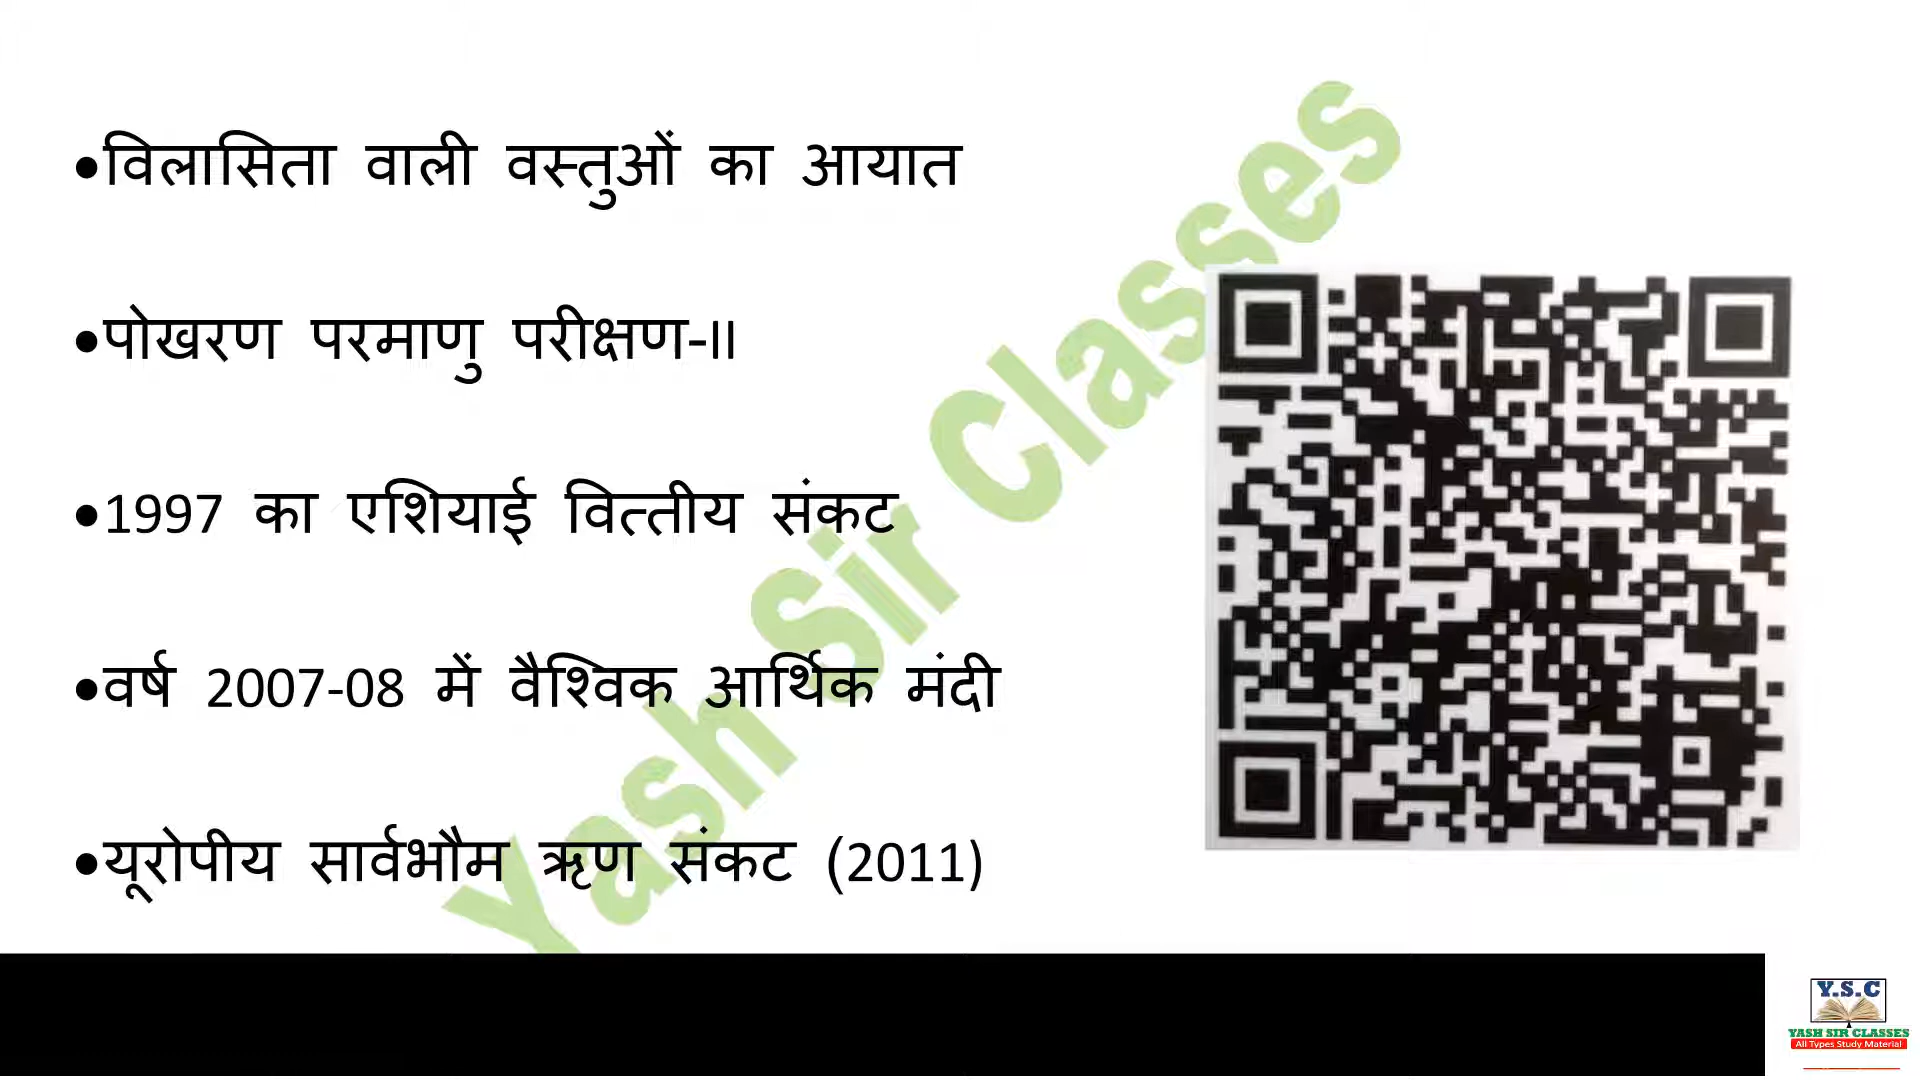 •विलासिता वाली वस्तुओं का आयात
•पोखरण परमाणु परीक्षण-II
•1997 का एशियाई वित्तीय संकट
•वर्ष 2007-08 में वैश्विक आर्थिक मंदी
•यूरोपीय सार्वभौम ऋण संकट (2011)
Yash Sir Classes
Y.S.C
YASH SIR CLASSES
All Types Study Material